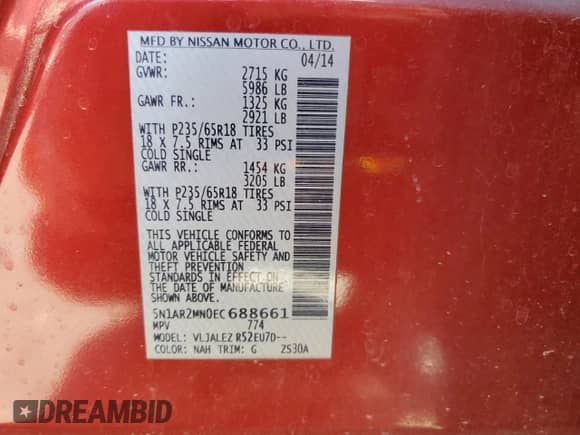 MFD BY NISSAN MOTOR CO., LTD.
DATE: 04/14
GVWR: 2715 KG
5986 LB
GAWR FR.: 1325 KG
2921 LB
WITH P235/65R18 TIRES
18 X 7.5 RIMS AT 33 PSI
COLD SINGLE
GAWR RR.: 1454 KG
3205 LB
WITH P235/65R18 TIRES
18 X 7.5 RIMS AT 33 PSI
COLD SINGLE
THIS VEHICLE CONFORMS TO
ALL APPLICABLE FEDERAL
MOTOR VEHICLE SAFETY AND
THEFT PREVENTION
STANDARDS IN EFFECT ON
THE DATE OF MANUFACTURE
SHOWN ABOVE.
5N1AR2MN0EC688661
MPV 774
MODEL: VLJALEZ R52EU70--
COLOR: NAH TRIM: G ZS30A
DREAMBID